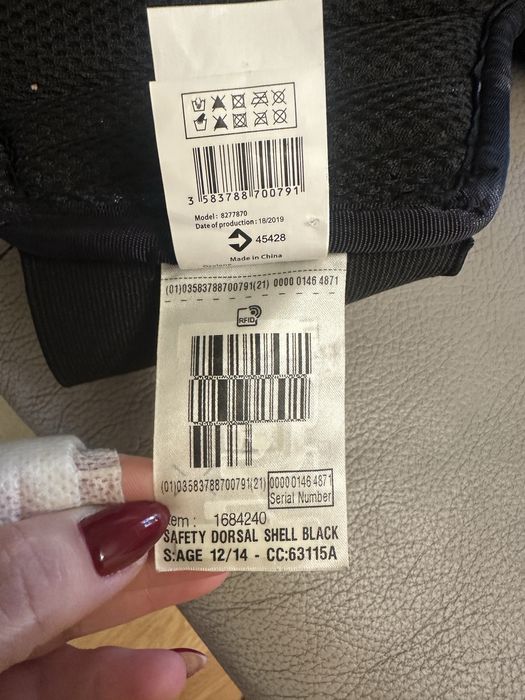 3 583788 700791
Model : 8277870
Date of production : 18/2019
45428
Made in China
(01)03583788700791(21) 0000 0146 4871
RFID
(01)03583788700791(21) 0000 0146 4871
Serial Number
Item : 1684240
SAFETY DORSAL SHELL BLACK
S:AGE 12/14 - CC:63115A